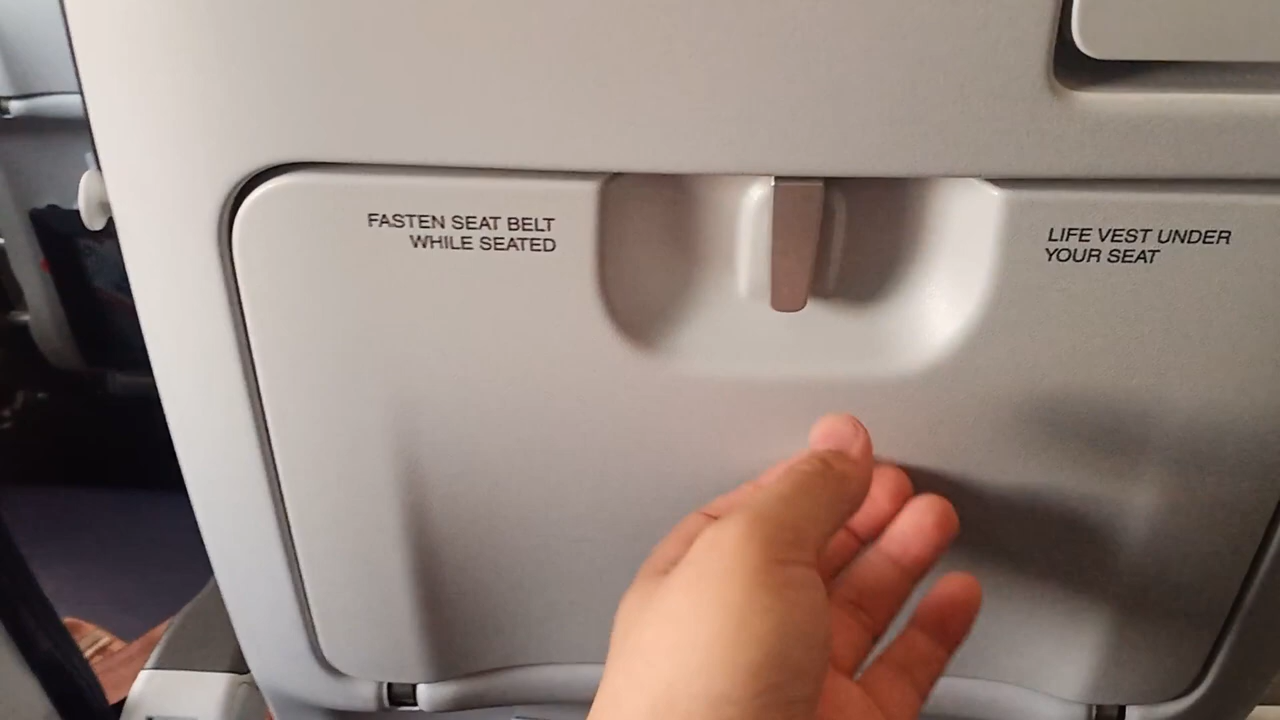 FASTEN SEAT BELT
WHILE SEATED
LIFE VEST UNDER
YOUR SEAT